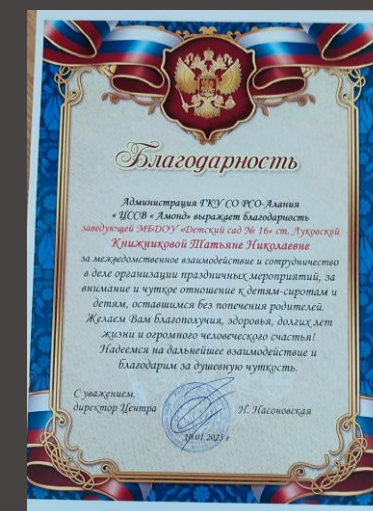 Благодарность
Администрация ГКУ СО РСО-Алания
« ЦССВ « Амонд» выражает благодарность
заведующей МБДОУ «Детский сад № 16» ст. Луковской
Книжниковой Татьяне Николаевне
за межведомственное взаимодействие и сотрудничество
в деле организации праздничных мероприятий, за
внимание и чуткое отношение к детям-сиротам и
детям, оставшимся без попечения родителей.
Желаем Вам благополучия, здоровья, долгих лет
жизни и огромного человеческого счастья!
Надеемся на дальнейшее взаимодействие и
благодарим за душевную чуткость.
С уважением,
директор Центра Н. Насоновская
10.01.2025 г